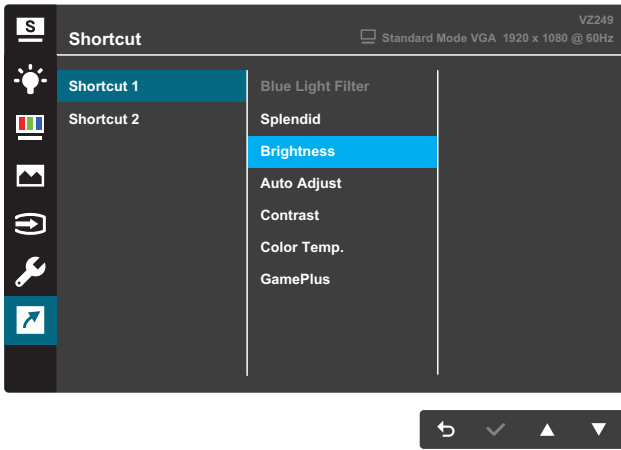 S
VZ249
Shortcut
Standard Mode VGA 1920 x 1080 @ 60Hz
Shortcut 1
Shortcut 2
Blue Light Filter
Splendid
Brightness
Auto Adjust
Contrast
Color Temp.
GamePlus